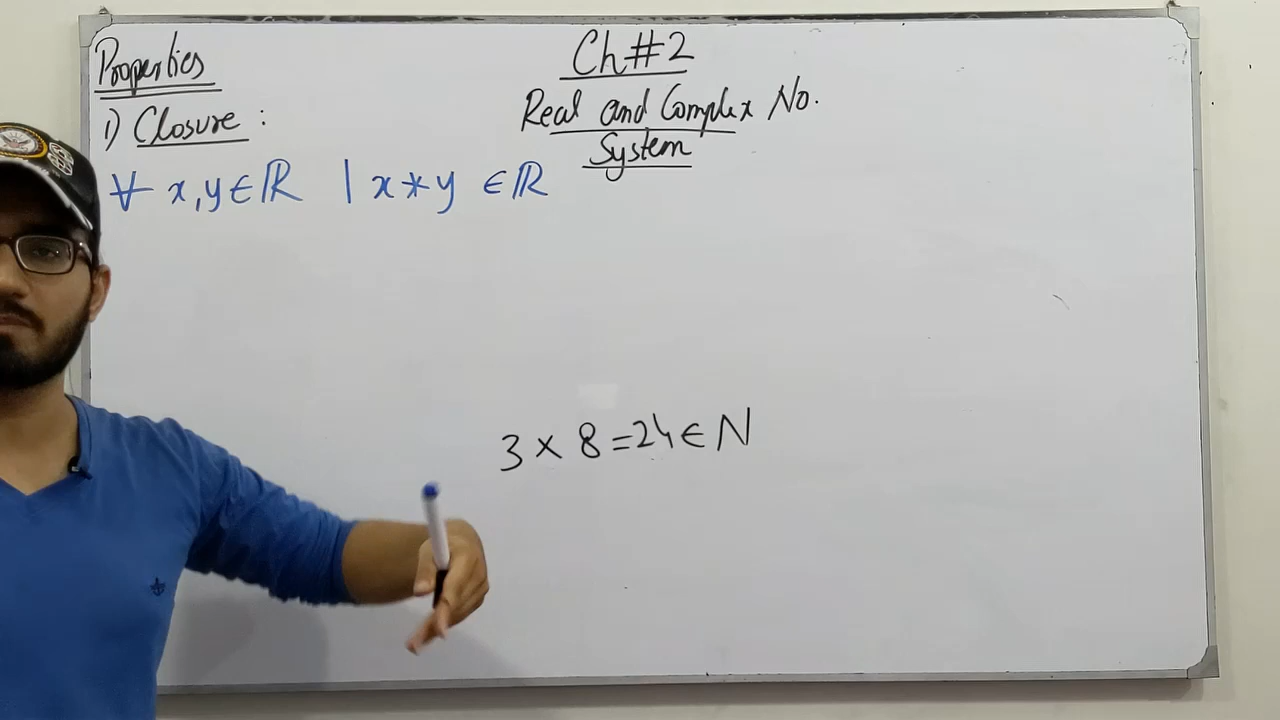 Properties
Ch#2
Real and Complex No.
System
1) Closure :
∀ x,y∈ℝ | x*y ∈ℝ
3 × 8 = 24 ∈ N